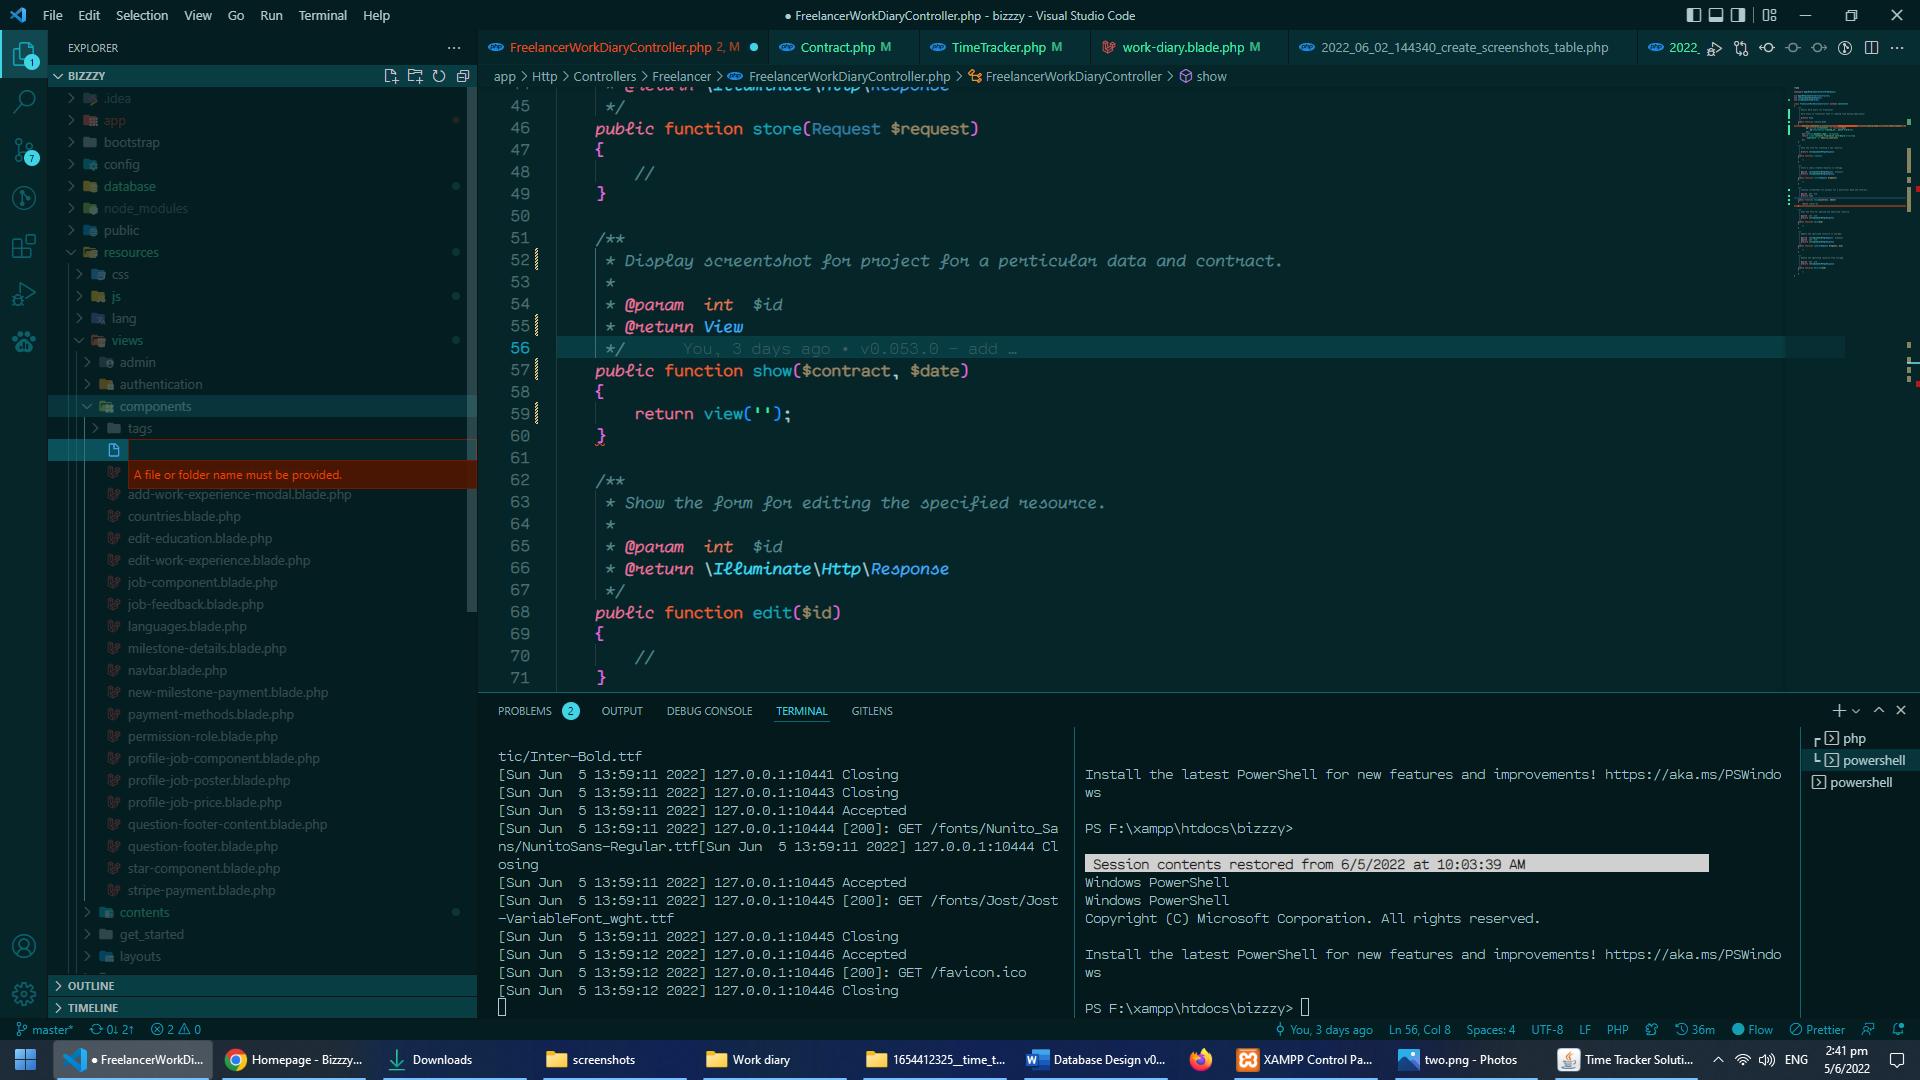 File Edit Selection View Go Run Terminal Help
● FreelancerWorkDiaryController.php - bizzzy - Visual Studio Code
EXPLORER
BIZZZY
.idea
app
bootstrap
config
database
node_modules
public
resources
css
js
lang
views
admin
authentication
components
tags
A file or folder name must be provided.
add-work-experience-modal.blade.php
countries.blade.php
edit-education.blade.php
edit-work-experience.blade.php
job-component.blade.php
job-feedback.blade.php
languages.blade.php
milestone-details.blade.php
navbar.blade.php
new-milestone-payment.blade.php
payment-methods.blade.php
permission-role.blade.php
profile-job-component.blade.php
profile-job-poster.blade.php
profile-job-price.blade.php
question-footer-content.blade.php
question-footer.blade.php
star-component.blade.php
stripe-payment.blade.php
contents
get_started
layouts
OUTLINE
TIMELINE
1
7
FreelancerWorkDiaryController.php 2, M ● Contract.php M TimeTracker.php M work-diary.blade.php M 2022_06_02_144340_create_screenshots_table.php 2022_
app > Http > Controllers > Freelancer > FreelancerWorkDiaryController.php > FreelancerWorkDiaryController > show
* @return \Illuminate\Http\Response
45 */
46 public function store(Request $request)
47 {
48 //
49 }
50
51 /**
52 * Display screentshot for project for a perticular data and contract.
53 *
54 * @param int $id
55 * @return View
56 */ You, 3 days ago • v0.053.0 - add …
57 public function show($contract, $date)
58 {
59 return view('');
60 }
61
62 /**
63 * Show the form for editing the specified resource.
64 *
65 * @param int $id
66 * @return \Illuminate\Http\Response
67 */
68 public function edit($id)
69 {
70 //
71 }
PROBLEMS 2 OUTPUT DEBUG CONSOLE TERMINAL GITLENS
tic/Inter-Bold.ttf
[Sun Jun  5 13:59:11 2022] 127.0.0.1:10441 Closing
[Sun Jun  5 13:59:11 2022] 127.0.0.1:10443 Closing
[Sun Jun  5 13:59:11 2022] 127.0.0.1:10444 Accepted
[Sun Jun  5 13:59:11 2022] 127.0.0.1:10444 [200]: GET /fonts/Nunito_Sa
ns/NunitoSans-Regular.ttf[Sun Jun  5 13:59:11 2022] 127.0.0.1:10444 Cl
osing
[Sun Jun  5 13:59:11 2022] 127.0.0.1:10445 Accepted
[Sun Jun  5 13:59:11 2022] 127.0.0.1:10445 [200]: GET /fonts/Jost/Jost
-VariableFont_wght.ttf
[Sun Jun  5 13:59:11 2022] 127.0.0.1:10445 Closing
[Sun Jun  5 13:59:12 2022] 127.0.0.1:10446 Accepted
[Sun Jun  5 13:59:12 2022] 127.0.0.1:10446 [200]: GET /favicon.ico
[Sun Jun  5 13:59:12 2022] 127.0.0.1:10446 Closing
Install the latest PowerShell for new features and improvements! https://aka.ms/PSWindo
ws
PS F:\xampp\htdocs\bizzzy>
Session contents restored from 6/5/2022 at 10:03:39 AM
Windows PowerShell
Windows PowerShell
Copyright (C) Microsoft Corporation. All rights reserved.
Install the latest PowerShell for new features and improvements! https://aka.ms/PSWindo
ws
PS F:\xampp\htdocs\bizzzy>
php
powershell
powershell
master* 0↓ 2↑ 2 0 You, 3 days ago Ln 56, Col 8 Spaces: 4 UTF-8 LF PHP 36m Flow Prettier
● FreelancerWorkDi... Homepage - Bizzzy... Downloads screenshots Work diary 1654412325__time_t... Database Design v0... XAMPP Control Pa... two.png - Photos Time Tracker Soluti... ENG
2:41 pm
5/6/2022